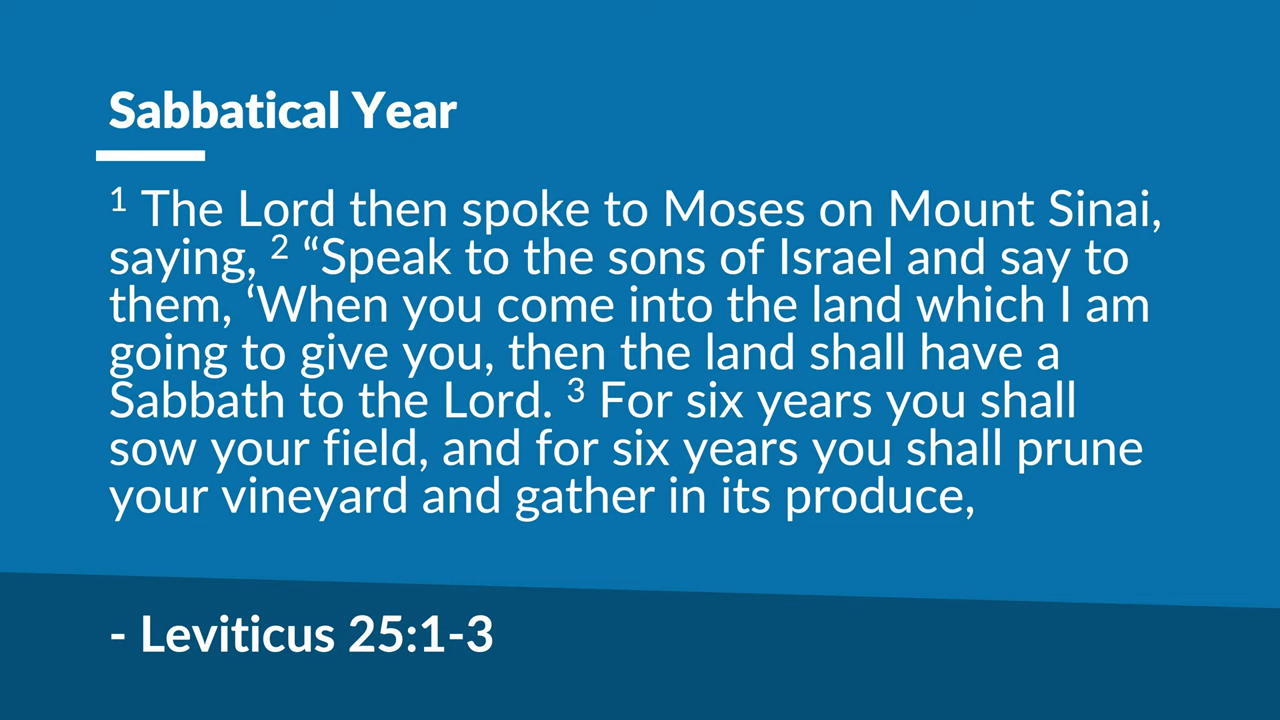 Sabbatical Year
1 The Lord then spoke to Moses on Mount Sinai,
saying, 2 “Speak to the sons of Israel and say to
them, ‘When you come into the land which I am
going to give you, then the land shall have a
Sabbath to the Lord. 3 For six years you shall
sow your field, and for six years you shall prune
your vineyard and gather in its produce,
- Leviticus 25:1-3